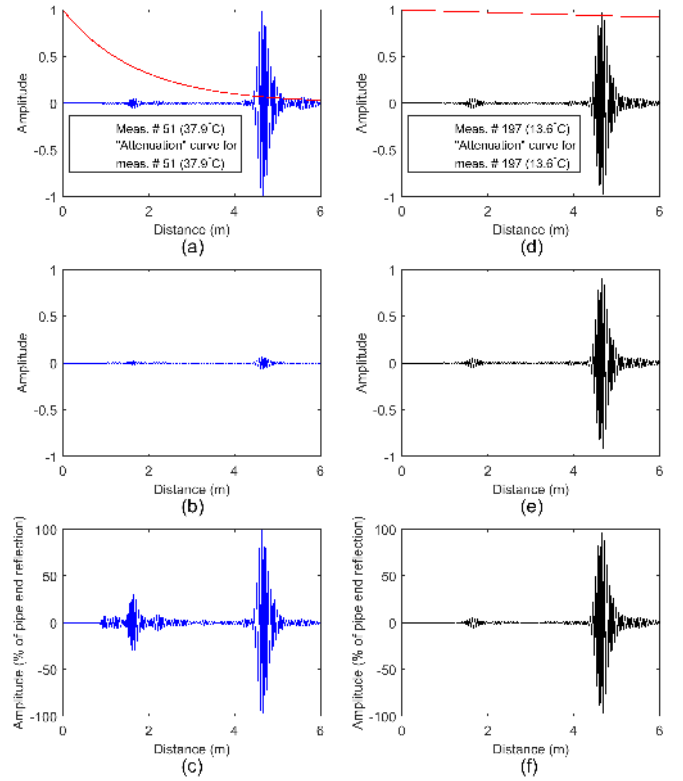 1
0.5
0
-0.5
-1
Amplitude
Meas. # 51 (37.9°C)
"Attenuation" curve for
meas. # 51 (37.9°C)
0 2 4 6
Distance (m)
(a)
1
0.5
0
-0.5
-1
Amplitude
Meas. # 197 (13.6°C)
"Attenuation" curve for
meas. # 197 (13.6°C)
0 2 4 6
Distance (m)
(d)
1
0.5
0
-0.5
-1
Amplitude
0 2 4 6
Distance (m)
(b)
1
0.5
0
-0.5
-1
Amplitude
0 2 4 6
Distance (m)
(e)
100
50
0
-50
-100
Amplitude (% of pipe end reflection)
0 2 4 6
Distance (m)
(c)
100
50
0
-50
-100
Amplitude (% of pipe end reflection)
0 2 4 6
Distance (m)
(f)